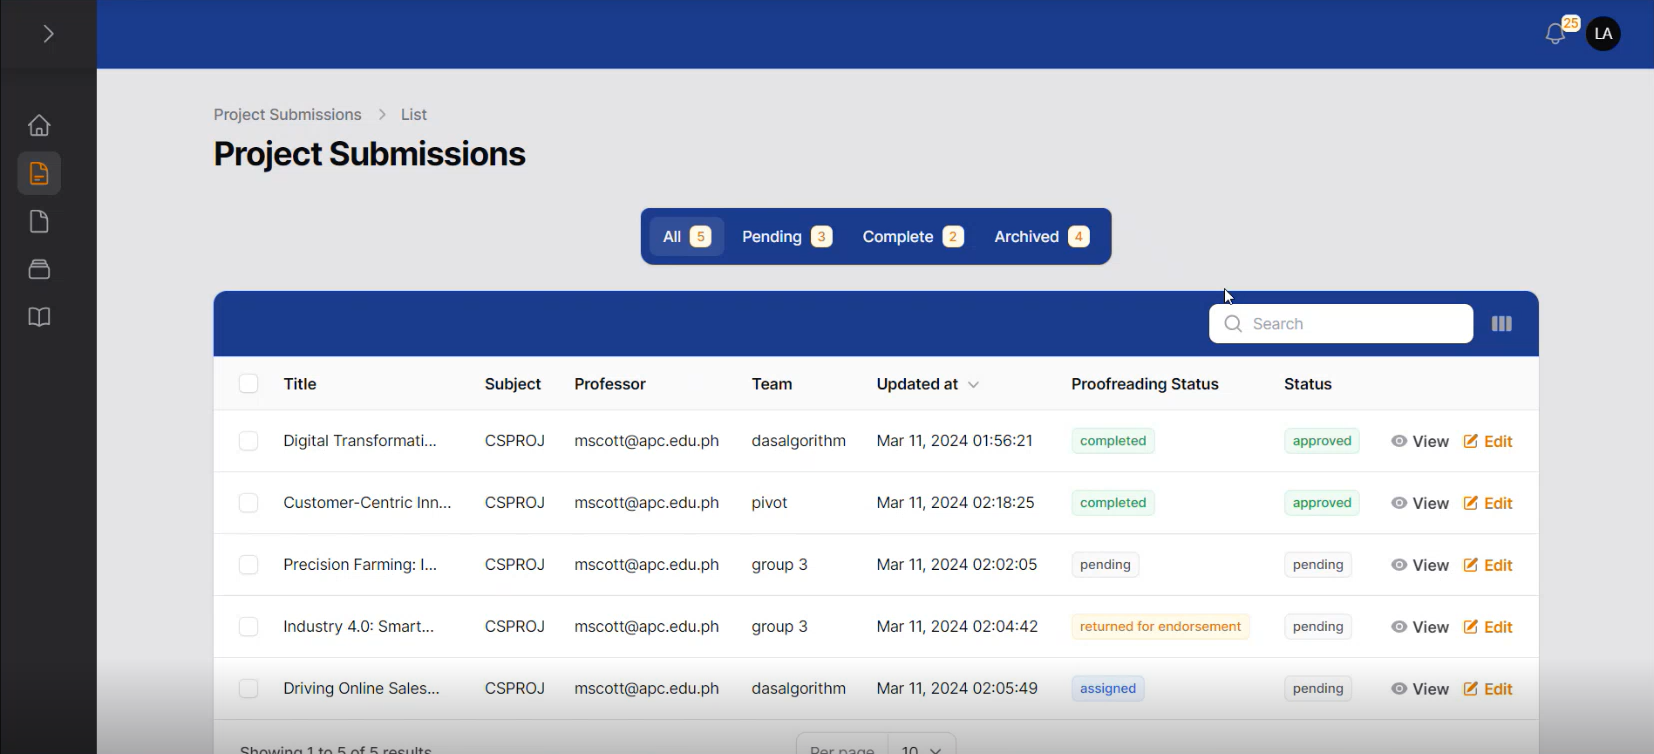 25
LA
Project Submissions > List
Project Submissions
All 5 Pending 3 Complete 2 Archived 4
Search
Title Subject Professor Team Updated at Proofreading Status Status
Digital Transformati... CSPROJ mscott@apc.edu.ph dasalgorithm Mar 11, 2024 01:56:21 completed approved View Edit
Customer-Centric Inn... CSPROJ mscott@apc.edu.ph pivot Mar 11, 2024 02:18:25 completed approved View Edit
Precision Farming: I... CSPROJ mscott@apc.edu.ph group 3 Mar 11, 2024 02:02:05 pending pending View Edit
Industry 4.0: Smart... CSPROJ mscott@apc.edu.ph group 3 Mar 11, 2024 02:04:42 returned for endorsement pending View Edit
Driving Online Sales... CSPROJ mscott@apc.edu.ph dasalgorithm Mar 11, 2024 02:05:49 assigned pending View Edit
Showing 1 to 5 of 5 results Per page 10